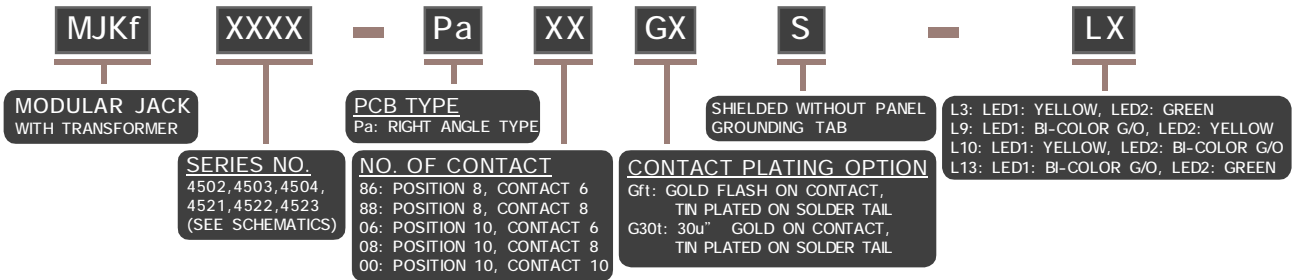 MJKf XXXX - Pa XX GX S - LX
MODULAR JACK
WITH TRANSFORMER
SERIES NO.
4502,4503,4504,
4521,4522,4523
(SEE SCHEMATICS)
PCB TYPE
Pa: RIGHT ANGLE TYPE
NO. OF CONTACT
86: POSITION 8, CONTACT 6
88: POSITION 8, CONTACT 8
06: POSITION 10, CONTACT 6
08: POSITION 10, CONTACT 8
00: POSITION 10, CONTACT 10
CONTACT PLATING OPTION
Gft: GOLD FLASH ON CONTACT,
TIN PLATED ON SOLDER TAIL
G30t: 30u” GOLD ON CONTACT,
TIN PLATED ON SOLDER TAIL
SHIELDED WITHOUT PANEL
GROUNDING TAB
L3: LED1: YELLOW, LED2: GREEN
L9: LED1: BI-COLOR G/O, LED2: YELLOW
L10: LED1: YELLOW, LED2: BI-COLOR G/O
L13: LED1: BI-COLOR G/O, LED2: GREEN